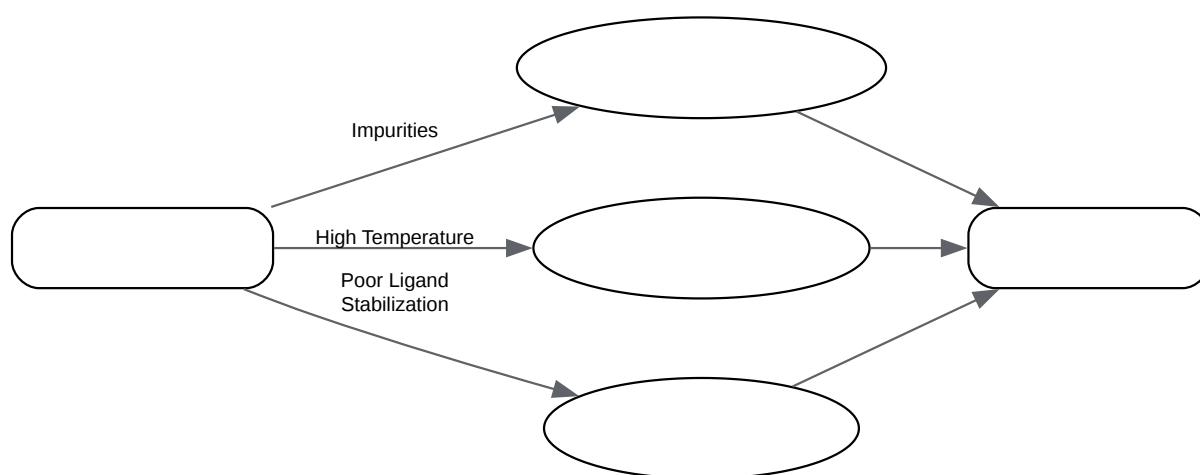 Impurities
High Temperature
Poor Ligand
Stabilization